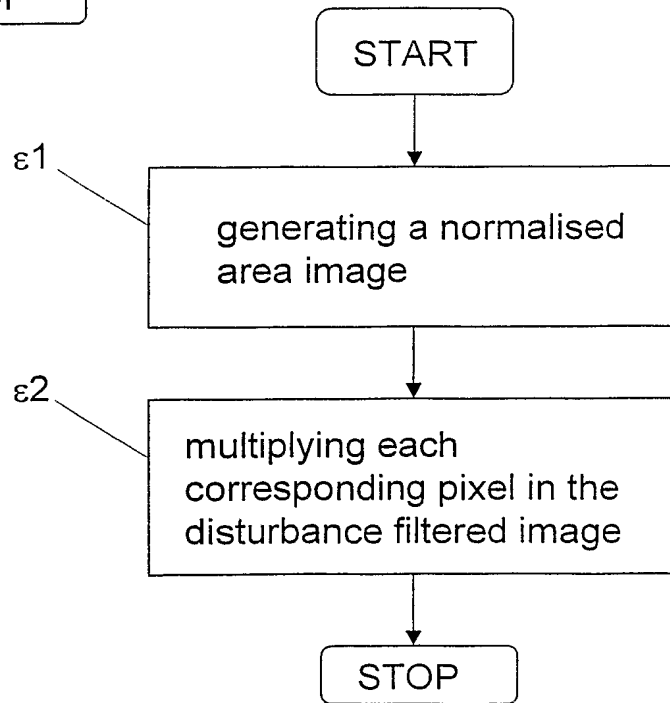 START
ε1
generating a normalised
area image
ε2
multiplying each
corresponding pixel in the
disturbance filtered image
STOP